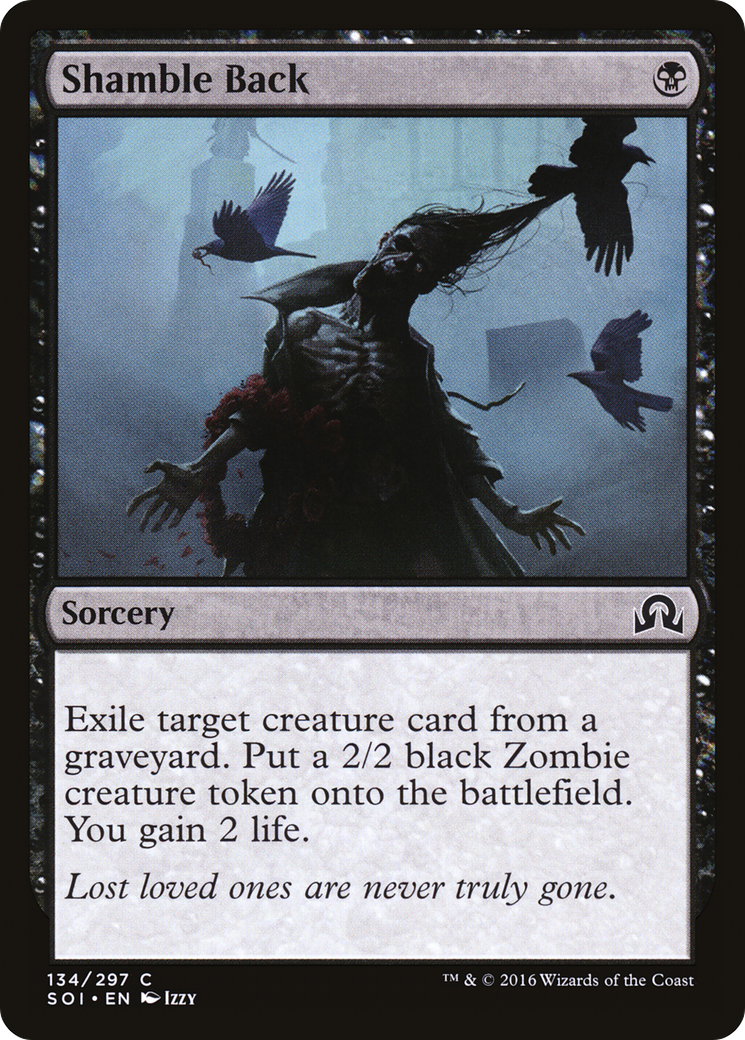 Shamble Back
Sorcery
Exile target creature card from a
graveyard. Put a 2/2 black Zombie
creature token onto the battlefield.
You gain 2 life.
Lost loved ones are never truly gone.
134/297 C
SOI • EN Izzy
™ & © 2016 Wizards of the Coast